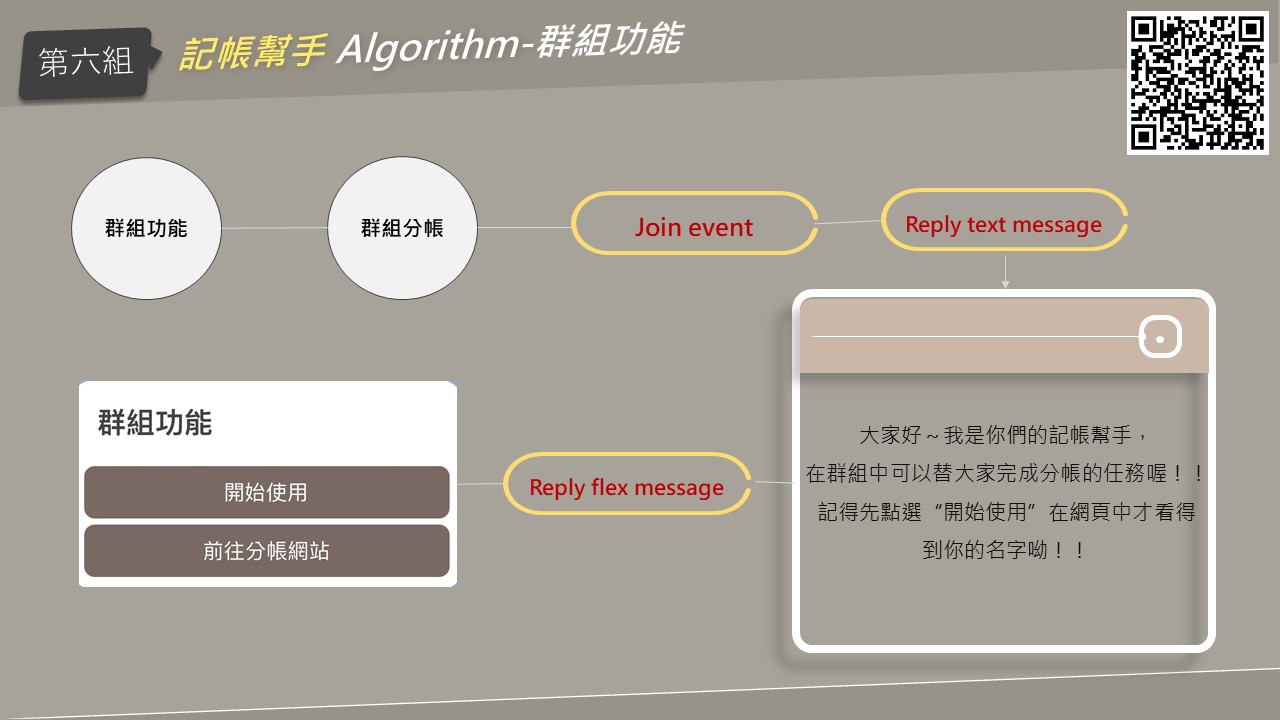 第六組
記帳幫手 Algorithm-群組功能
群組功能
群組分帳
Join event
Reply text message
大家好～我是你們的記帳幫手，
在群組中可以替大家完成分帳的任務喔！！
記得先點選“開始使用”在網頁中才看得
到你的名字呦！！
Reply flex message
群組功能
開始使用
前往分帳網站